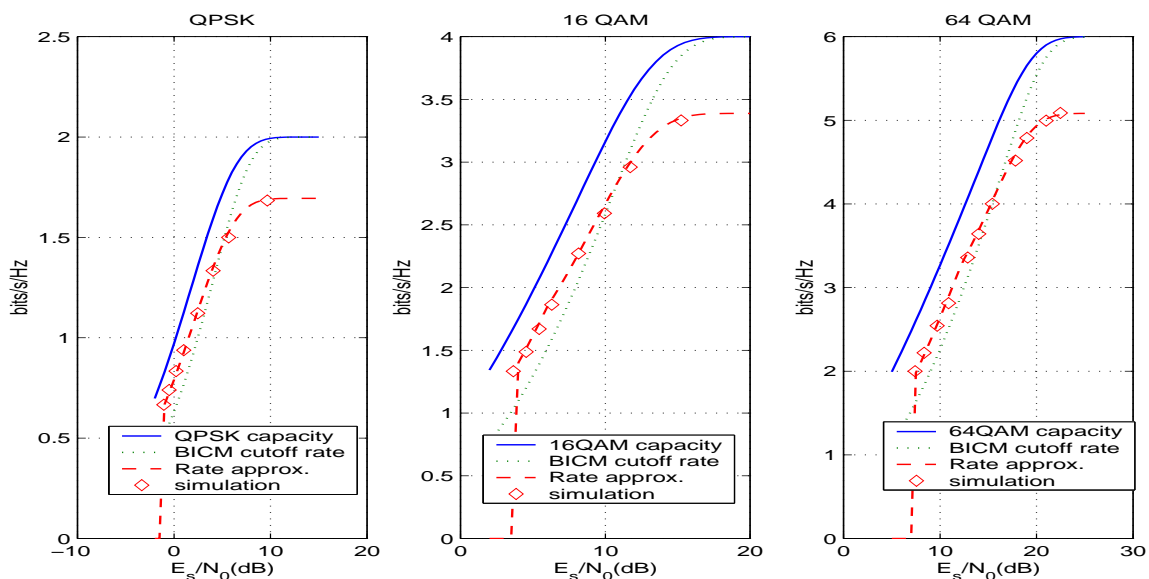 QPSK
2.5
2
1.5
1
0.5
0
−10
0
10
20
bits/s/Hz
E_s/N_0(dB)
QPSK capacity
BICM cutoff rate
Rate approx.
simulation
16 QAM
4
3.5
3
2.5
2
1.5
1
0.5
0
0
10
20
bits/s/Hz
E_s/N_0(dB)
16QAM capacity
BICM cutoff rate
Rate approx.
simulation
64 QAM
6
5
4
3
2
1
0
0
10
20
30
bits/s/Hz
E_s/N_0(dB)
64QAM capacity
BICM cutoff rate
Rate approx.
simulation